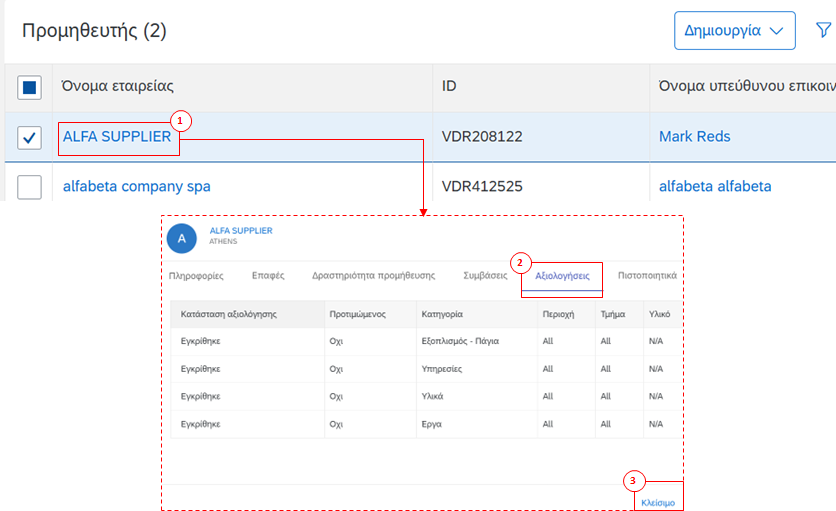 Προμηθευτής (2)
Δημιουργία
Όνομα εταιρείας ID Όνομα υπεύθυνου επικοιν
1
ALFA SUPPLIER VDR208122 Mark Reds
alfabeta company spa VDR412525 alfabeta alfabeta
A ALFA SUPPLIER
ATHENS
2
Πληροφορίες Επαφές Δραστηριότητα προμήθευσης Συμβάσεις Αξιολογήσεις Πιστοποιητικά
Κατάσταση αξιολόγησης Προτιμώμενος Κατηγορία Περιοχή Τμήμα Υλικό
Εγκρίθηκε Οχι Εξοπλισμός - Πάγια All All N/A
Εγκρίθηκε Οχι Υπηρεσίες All All N/A
Εγκρίθηκε Οχι Υλικά All All N/A
Εγκρίθηκε Οχι Εργα All All N/A
3
Κλείσιμο